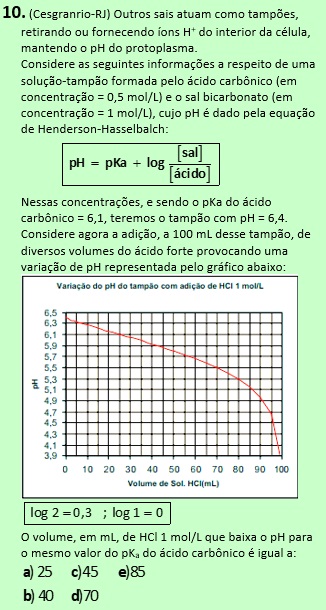 10. (Cesgranrio-RJ) Outros sais atuam como tampões,
retirando ou fornecendo íons H⁺ do interior da célula,
mantendo o pH do protoplasma.
Considere as seguintes informações a respeito de uma
solução-tampão formada pelo ácido carbônico (em
concentração = 0,5 mol/L) e o sal bicarbonato (em
concentração = 1 mol/L), cujo pH é dado pela equação
de Henderson-Hasselbalch:
pH = pKa + log [sal]/[ácido]
Nessas concentrações, e sendo o pKa do ácido
carbônico = 6,1, teremos o tampão com pH = 6,4.
Considere agora a adição, a 100 mL desse tampão, de
diversos volumes do ácido forte provocando uma
variação de pH representada pelo gráfico abaixo:
Variação do pH do tampão com adição de HCl 1 mol/L
6,5
6,3
6,1
5,9
5,7
5,5
5,3
5,1
4,9
4,7
4,5
4,3
4,1
3,9
pH
0 10 20 30 40 50 60 70 80 90 100
Volume de Sol. HCl(mL)
log 2 = 0,3 ; log 1 = 0
O volume, em mL, de HCl 1 mol/L que baixa o pH para
o mesmo valor do pKₐ do ácido carbônico é igual a:
a) 25 c)45 e)85
b) 40 d)70